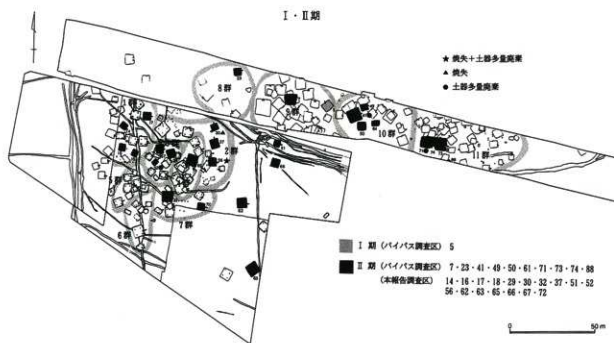 I・II期
★ 焼失+土器多量廃棄
▲ 焼失
● 土器多量廃棄
8群
9群
10群
11群
1群
2群
6群
7群
I 期 (バイパス調査区) 5
II 期 (バイパス調査区) 7・23・41・49・50・61・71・73・74・88
(本報告調査区) 14・16・17・18・29・30・32・37・51・52
56・62・63・65・66・67・72
0 50m